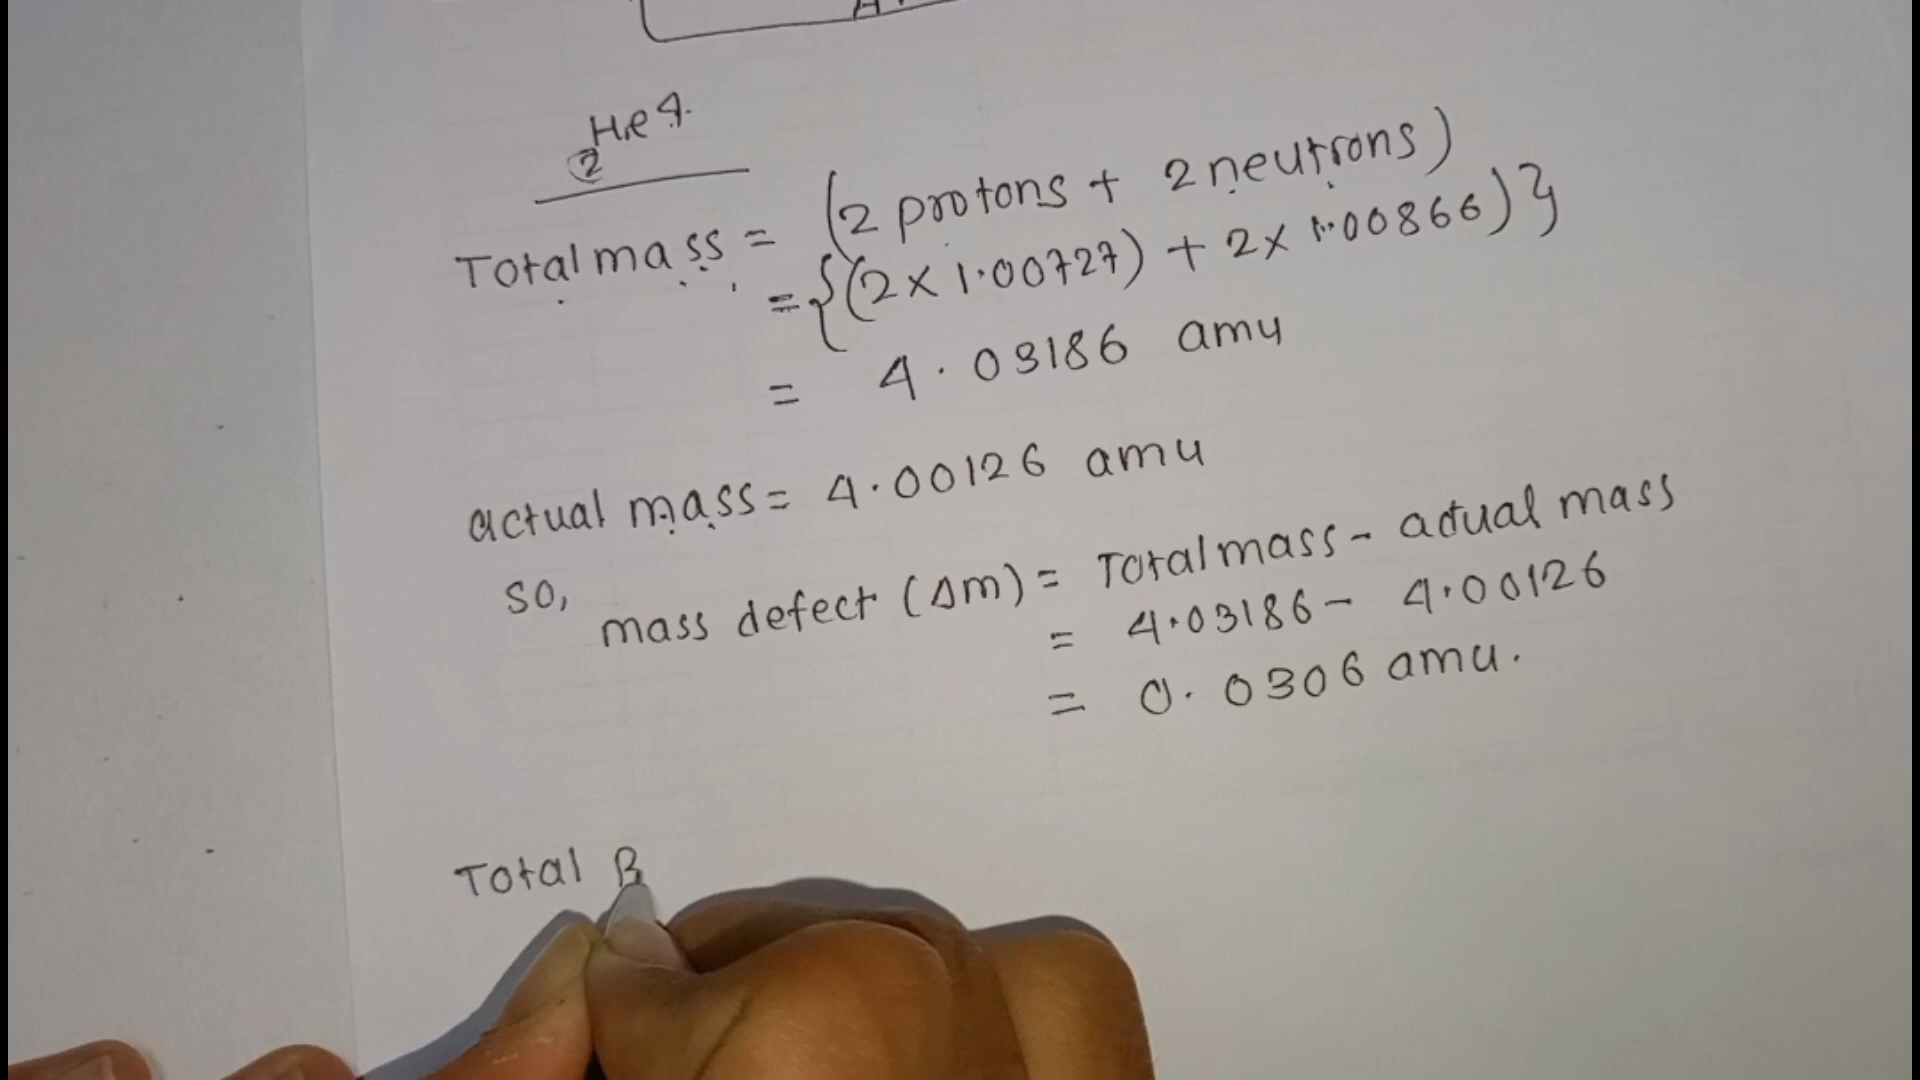 2He4.
Total mass = (2 protons + 2 neutrons)
= {(2 x 1.00727) + 2 x 1.00866)}
= 4.03186 amu
actual mass = 4.00126 amu
so,
mass defect (Δm) = Total mass - actual mass
= 4.03186 - 4.00126
= 0.0306 amu.
Total B